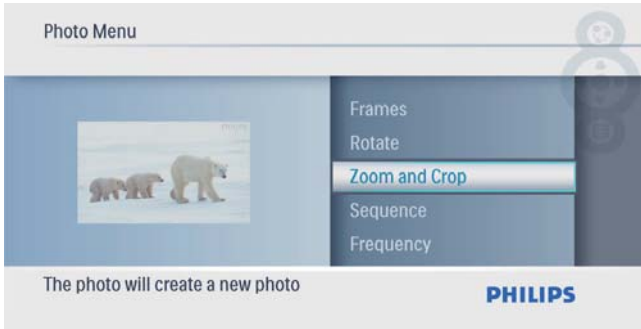 Photo Menu
Frames
Rotate
Zoom and Crop
Sequence
Frequency
The photo will create a new photo
PHILIPS